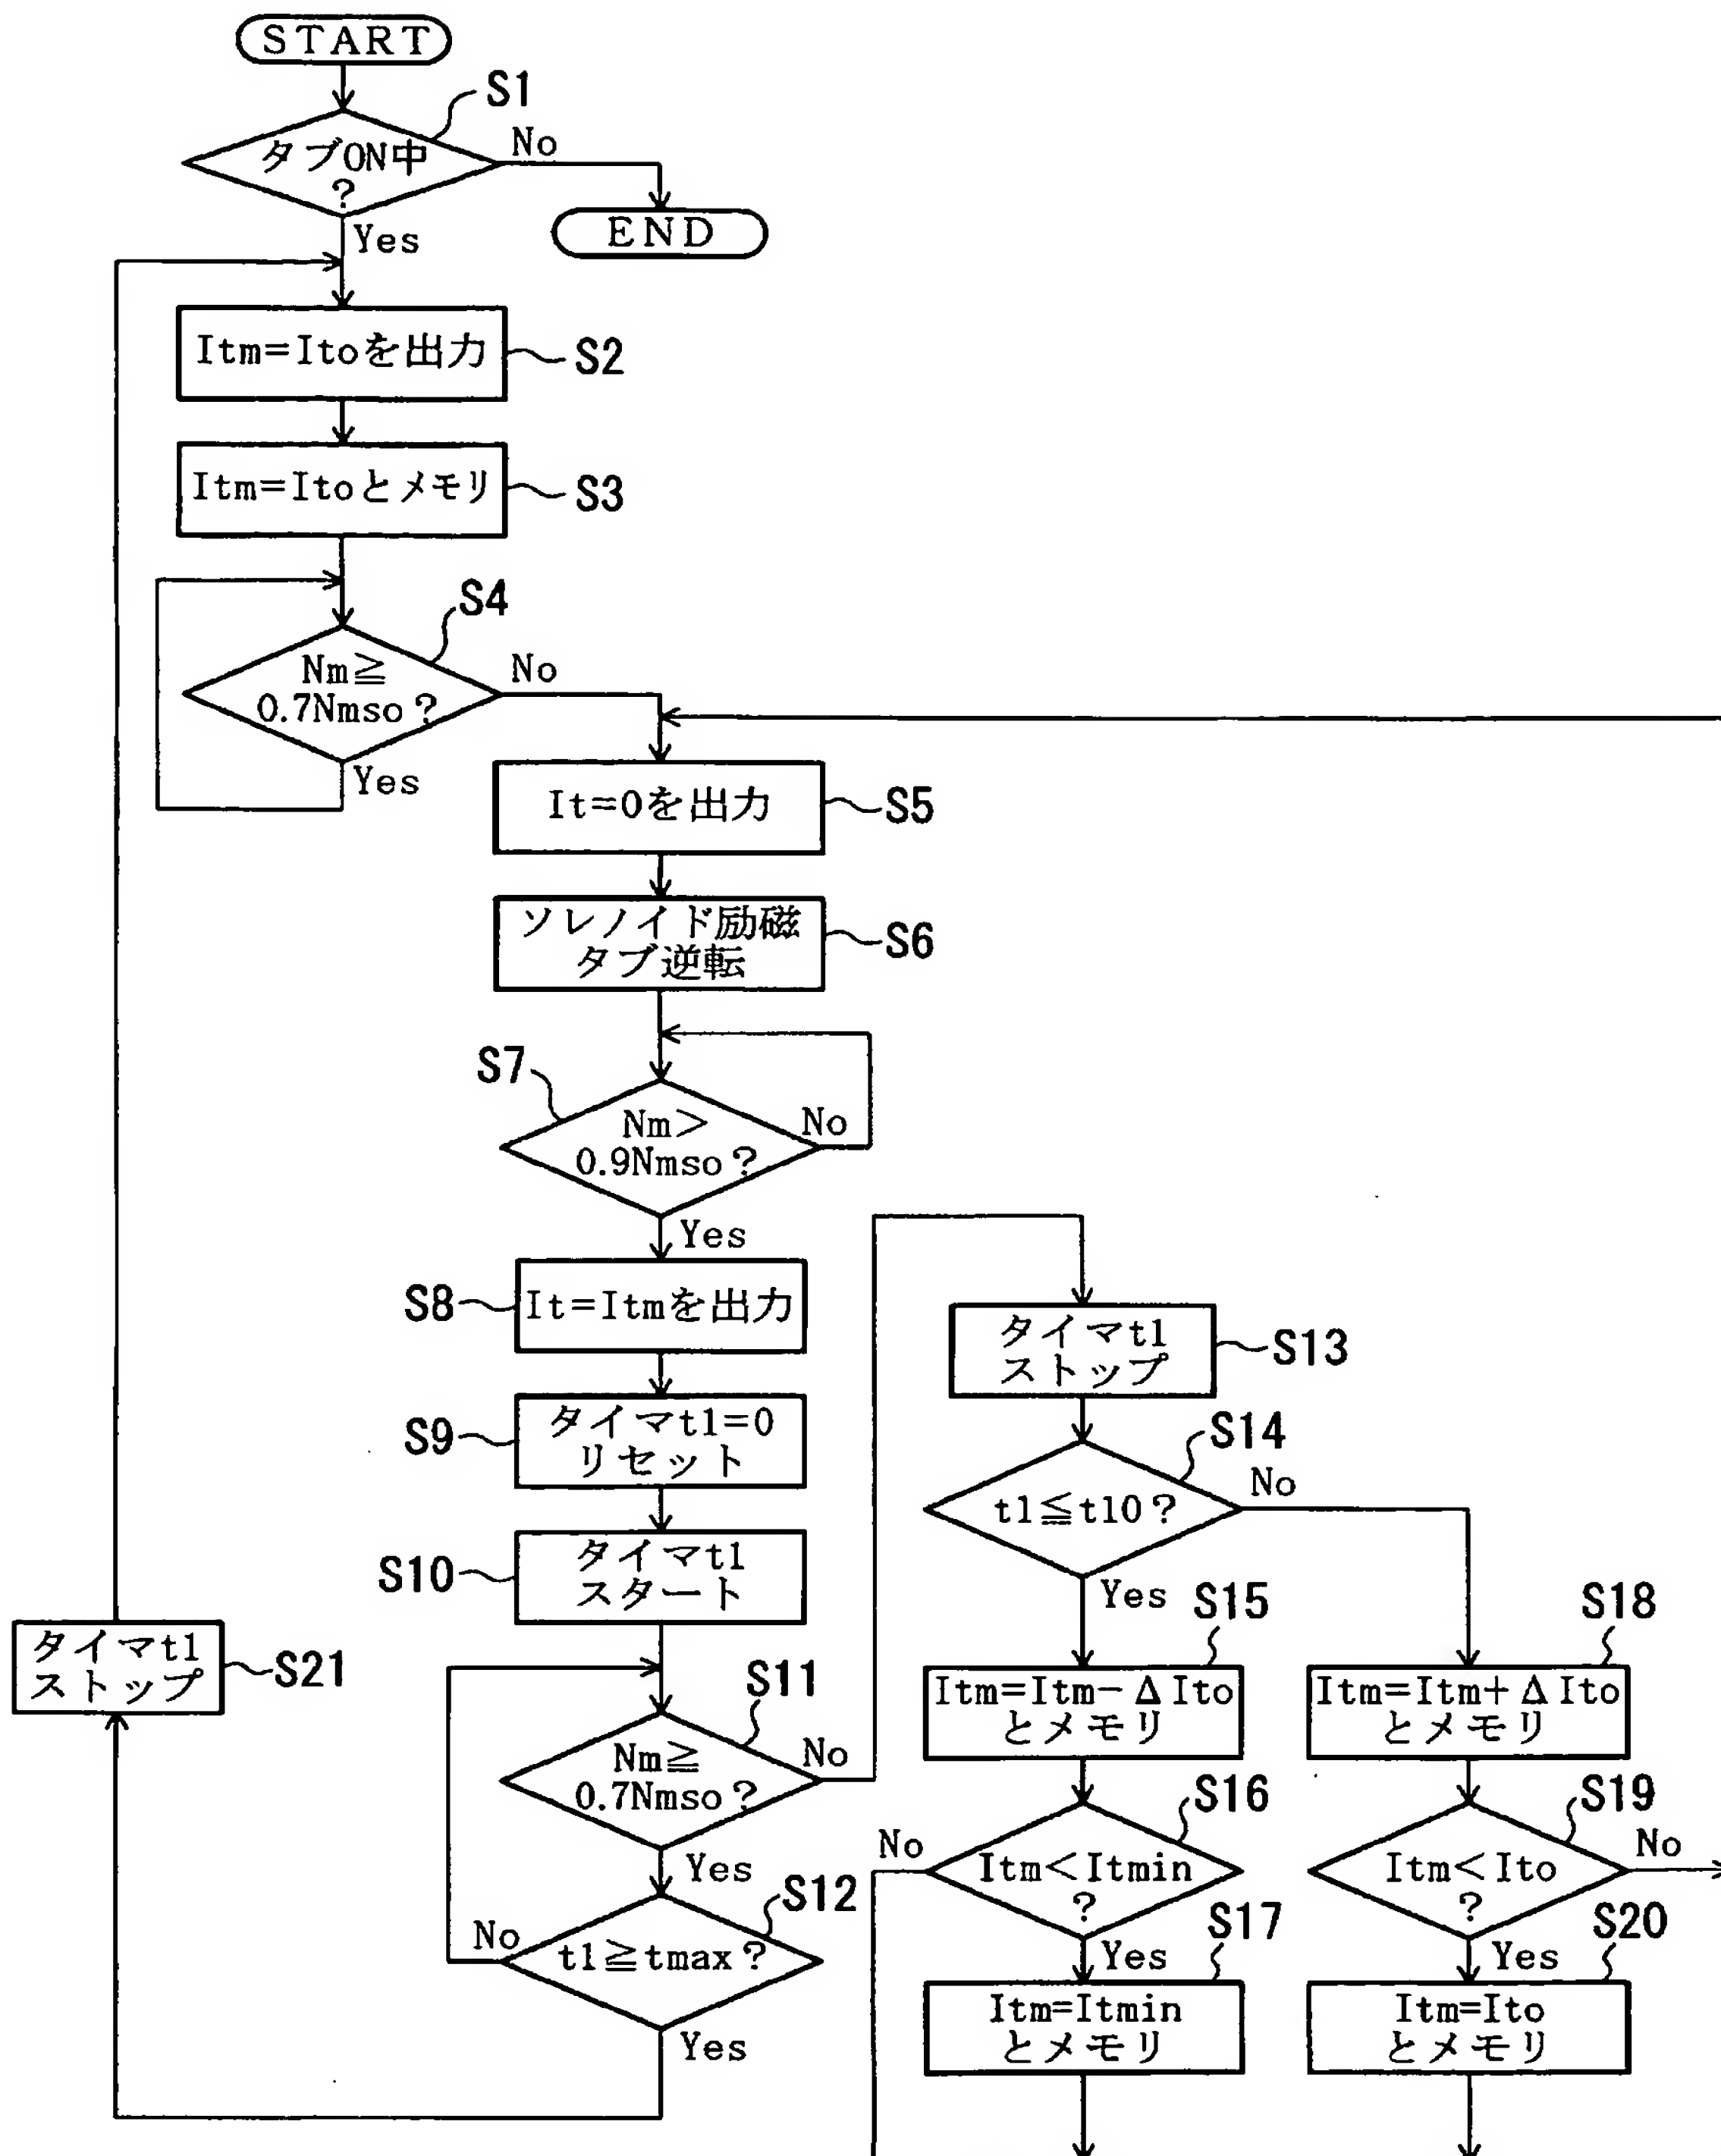 START
S1
タブON中
?
No
END
Yes
Itm=Itoを出力
S2
Itm=Itoとメモリ
S3
S4
Nm≧
0.7Nmso?
No
Yes
It=0を出力
S5
ソレノイド励磁
タブ逆転
S6
S7
Nm>
0.9Nmso?
No
Yes
S8
It=Itmを出力
S9
タイマt1=0
リセット
S10
タイマt1
スタート
S11
Nm≧
0.7Nmso?
No
Yes
S12
t1≧tmax?
No
Yes
タイマt1
ストップ
S21
タイマt1
ストップ
S13
S14
t1≦t10?
No
Yes
S15
Itm=Itm-ΔIto
とメモリ
S16
Itm<Itmin
?
No
Yes
S17
Itm=Itmin
とメモリ
S18
Itm=Itm+ΔIto
とメモリ
S19
Itm<Ito
?
No
Yes
S20
Itm=Ito
とメモリ